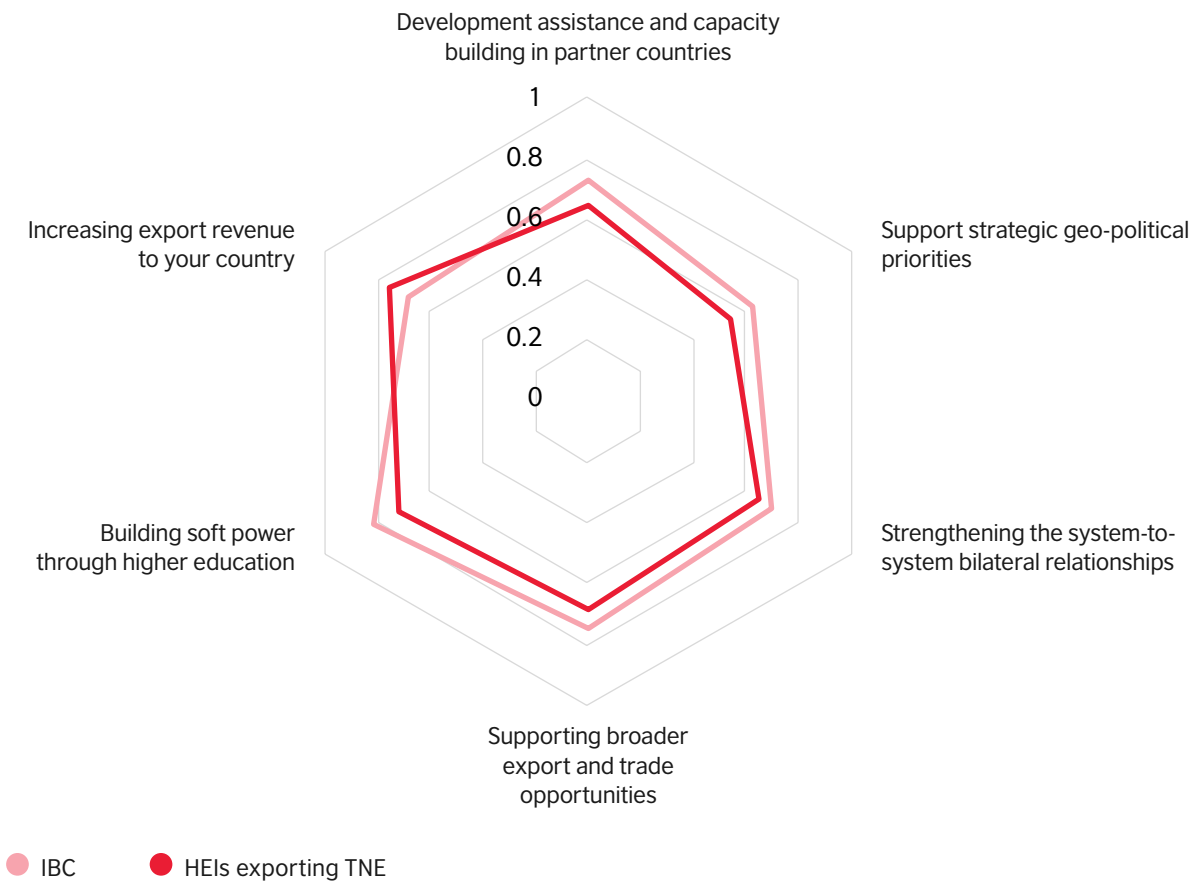 Development assistance and capacity
building in partner countries
1
0.8
0.6
0.4
0.2
0
Increasing export revenue
to your country
Support strategic geo-political
priorities
Building soft power
through higher education
Strengthening the system-to-
system bilateral relationships
Supporting broader
export and trade
opportunities
IBC
HEIs exporting TNE